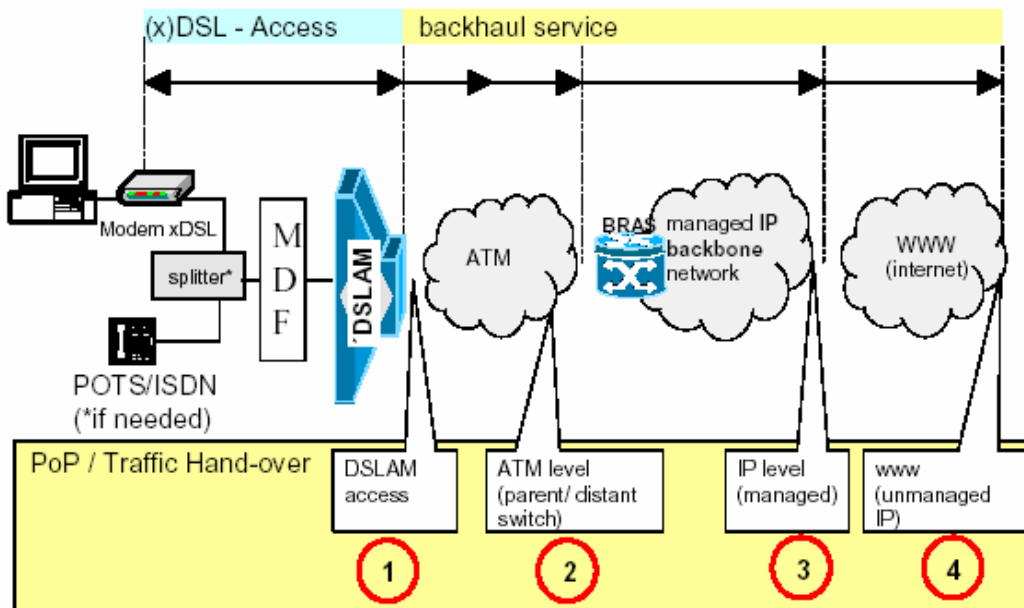 (x)DSL - Access
backhaul service
Modem xDSL
splitter*
M
D
F
´DSLAM
ATM
BRAS
managed IP
backbone
network
WWW
(internet)
POTS/ISDN
(*if needed)
PoP / Traffic Hand-over
DSLAM
access
ATM level
(parent/ distant
switch)
IP level
(managed)
www
(unmanaged
IP)
1
2
3
4